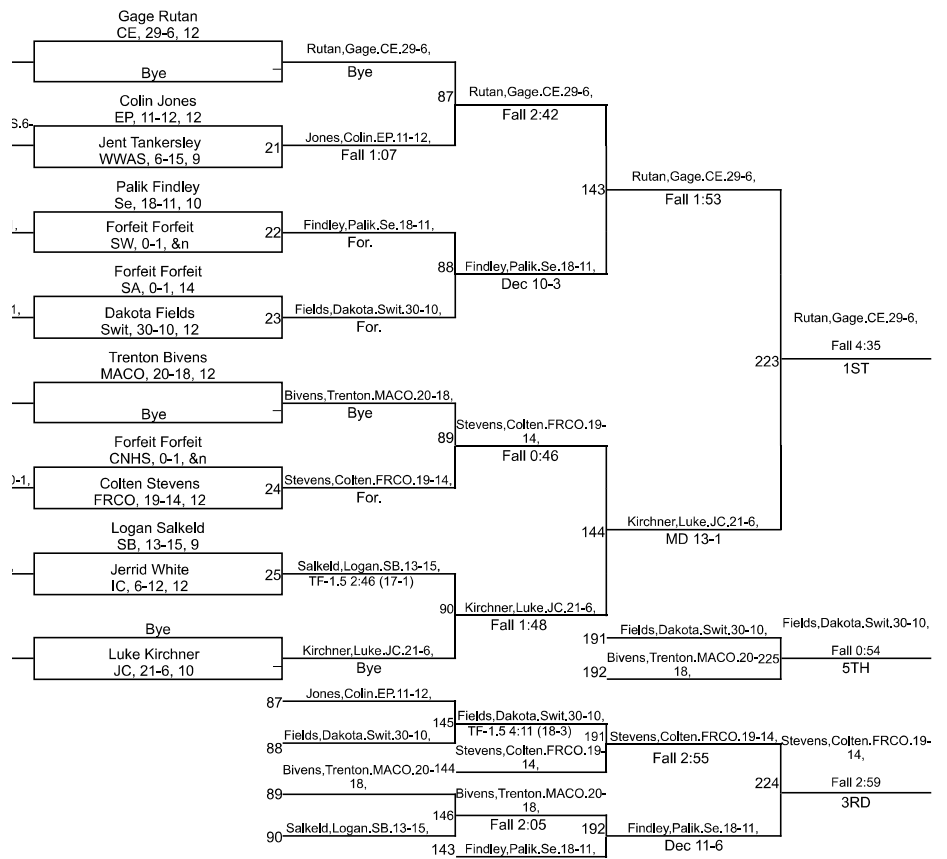 Gage Rutan
CE, 29-6, 12
Bye
Rutan,Gage.CE.29-6,
Bye
87
Rutan,Gage.CE.29-6,
Fall 2:42
Colin Jones
EP, 11-12, 12
S.6-
Jent Tankersley
WWAS, 6-15, 9
21
Jones,Colin.EP.11-12,
Fall 1:07
143
Rutan,Gage.CE.29-6,
Fall 1:53
Palik Findley
Se, 18-11, 10
Forfeit Forfeit
SW, 0-1, &n
22
Findley,Palik.Se.18-11,
For.
88
Findley,Palik.Se.18-11,
Dec 10-3
Forfeit Forfeit
SA, 0-1, 14
Dakota Fields
Swit, 30-10, 12
23
Fields,Dakota.Swit.30-10,
For.
223
Rutan,Gage.CE.29-6,
Fall 4:35
1ST
Trenton Bivens
MACO, 20-18, 12
Bye
Bivens,Trenton.MACO.20-18,
Bye
89
Stevens,Colten.FRCO.19-
14,
Fall 0:46
Forfeit Forfeit
CNHS, 0-1, &n
0-1,
Colten Stevens
FRCO, 19-14, 12
24
Stevens,Colten.FRCO.19-14,
For.
144
Kirchner,Luke.JC.21-6,
MD 13-1
Logan Salkeld
SB, 13-15, 9
Jerrid White
IC, 6-12, 12
25
Salkeld,Logan.SB.13-15,
TF-1.5 2:46 (17-1)
90
Kirchner,Luke.JC.21-6,
Fall 1:48
Bye
Luke Kirchner
JC, 21-6, 10
Kirchner,Luke.JC.21-6,
Bye
191
Fields,Dakota.Swit.30-10,
192
Bivens,Trenton.MACO.20-
18,
225
Fields,Dakota.Swit.30-10,
Fall 0:54
5TH
87
Jones,Colin.EP.11-12,
88
Fields,Dakota.Swit.30-10,
145
Fields,Dakota.Swit.30-10,
TF-1.5 4:11 (18-3)
144
Stevens,Colten.FRCO.19-
14,
191
Stevens,Colten.FRCO.19-14,
Fall 2:55
Bivens,Trenton.MACO.20-
18,
89
90
Salkeld,Logan.SB.13-15,
146
Bivens,Trenton.MACO.20-
18,
Fall 2:05
143
Findley,Palik.Se.18-11,
192
Findley,Palik.Se.18-11,
Dec 11-6
224
Stevens,Colten.FRCO.19-
14,
Fall 2:59
3RD